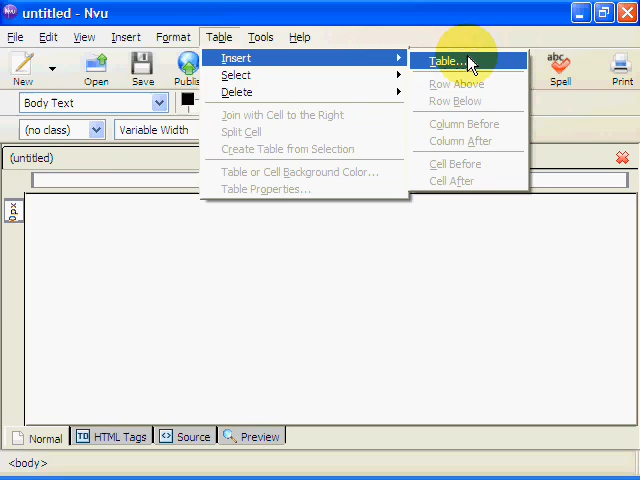 untitled - Nvu
File Edit View Insert Format Table Tools Help
New Open Save Publis Spell Print
Body Text
(no class) Variable Width
(untitled)
0px
Insert
Select
Delete
Join with Cell to the Right
Split Cell
Create Table from Selection
Table or Cell Background Color...
Table Properties...
Table...
Row Above
Row Below
Column Before
Column After
Cell Before
Cell After
Normal HTML Tags Source Preview
<body>